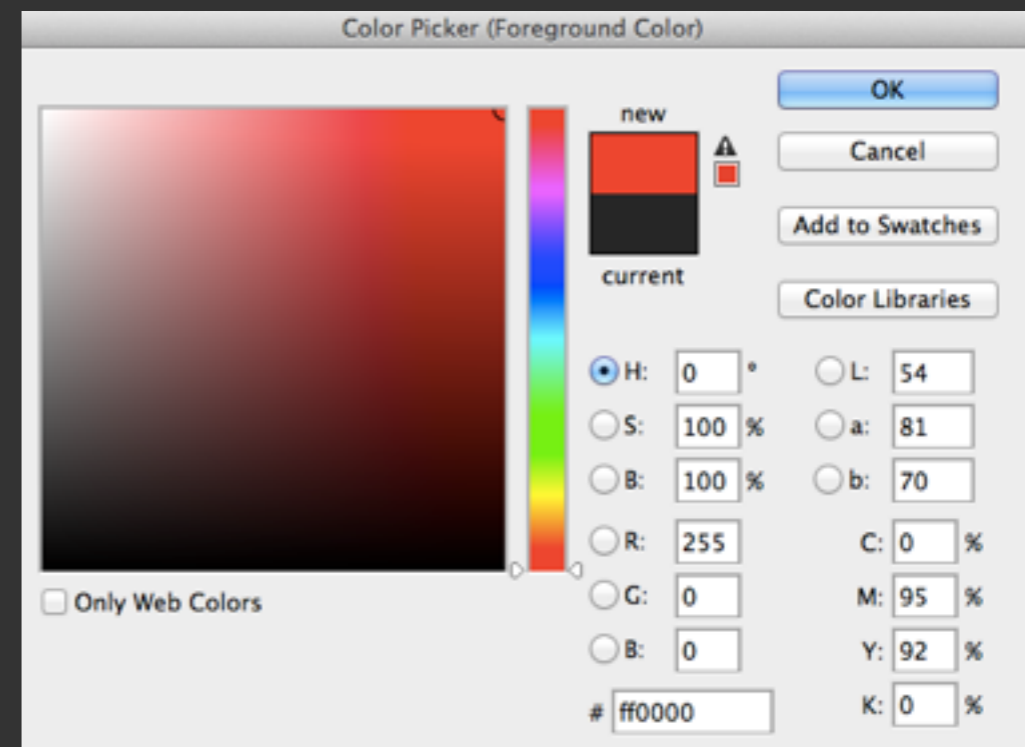 Color Picker (Foreground Color)
OK
new
Cancel
Add to Swatches
current
Color Libraries
H: 0 ° L: 54
S: 100 % a: 81
B: 100 % b: 70
R: 255 C: 0 %
Only Web Colors G: 0 M: 95 %
B: 0 Y: 92 %
# ff0000 K: 0 %